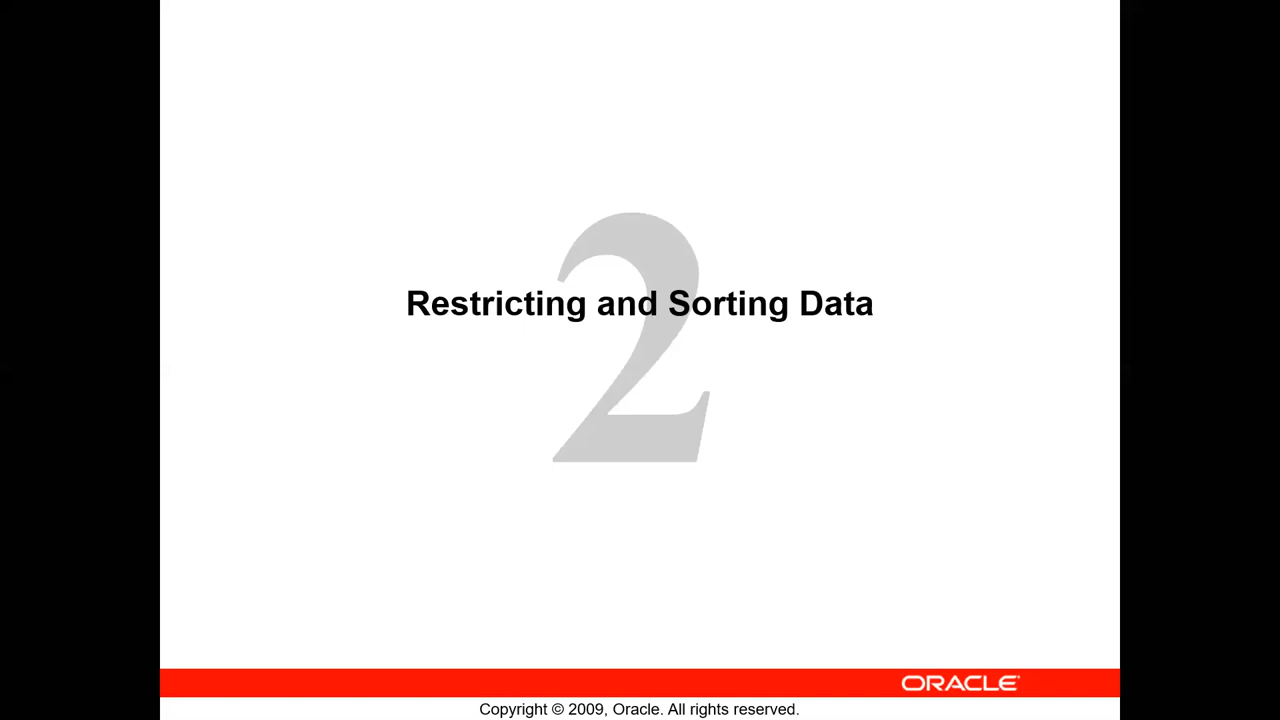 2
Restricting and Sorting Data
ORACLE
Copyright © 2009, Oracle. All rights reserved.